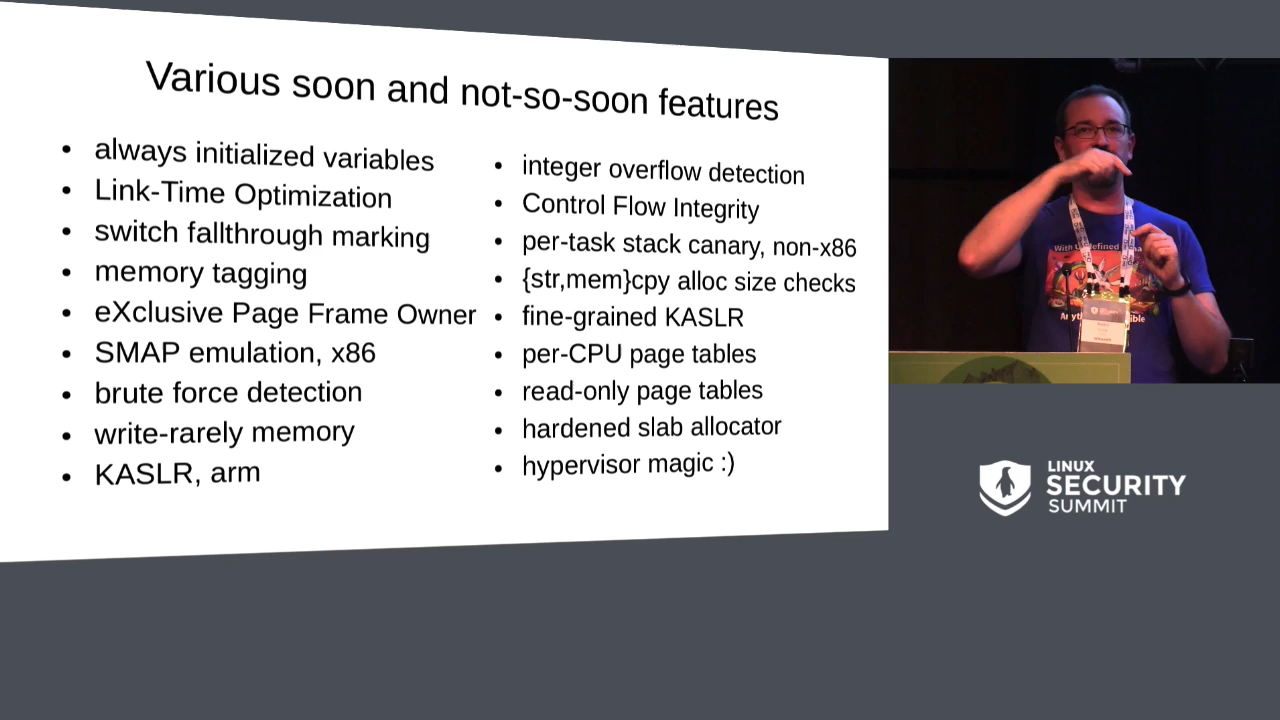 Various soon and not-so-soon features
always initialized variables
Link-Time Optimization
switch fallthrough marking
memory tagging
eXclusive Page Frame Owner
SMAP emulation, x86
brute force detection
write-rarely memory
KASLR, arm
integer overflow detection
Control Flow Integrity
per-task stack canary, non-x86
{str,mem}cpy alloc size checks
fine-grained KASLR
per-CPU page tables
read-only page tables
hardened slab allocator
hypervisor magic :)
With
LINUX
SECURITY
SUMMIT